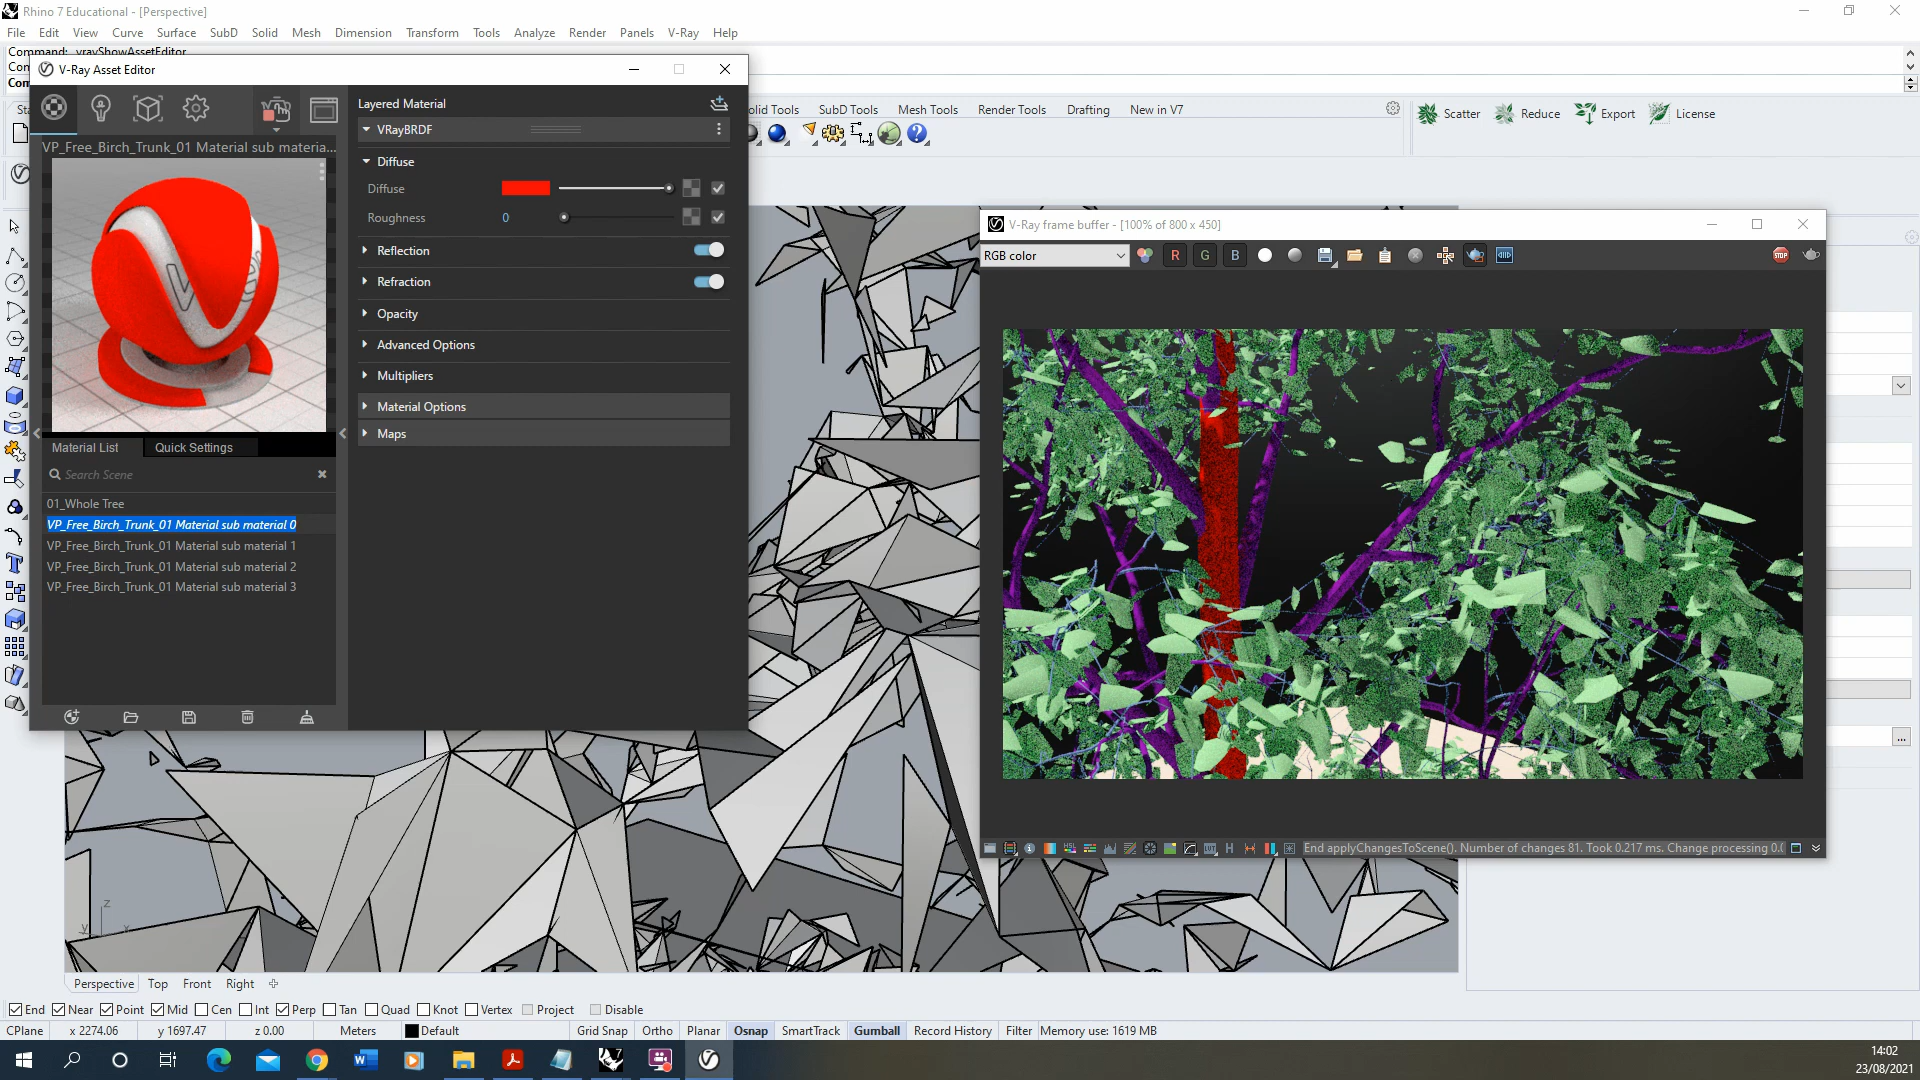 Rhino 7 Educational - [Perspective]
File Edit View Curve Surface SubD Solid Mesh Dimension Transform Tools Analyze Render Panels V-Ray Help
Command: _vrayShowAssetEditor
V-Ray Asset Editor
Layered Material
VRayBRDF
VP_Free_Birch_Trunk_01 Material sub materia...
Diffuse
Diffuse
Roughness 0
Reflection
Refraction
Opacity
Advanced Options
Multipliers
Material Options
Maps
Material List Quick Settings
Search Scene
01_Whole Tree
VP_Free_Birch_Trunk_01 Material sub material 0
VP_Free_Birch_Trunk_01 Material sub material 1
VP_Free_Birch_Trunk_01 Material sub material 2
VP_Free_Birch_Trunk_01 Material sub material 3
olid Tools SubD Tools Mesh Tools Render Tools Drafting New in V7
Scatter Reduce Export License
V-Ray frame buffer - [100% of 800 x 450]
RGB color R G B STOP
End applyChangesToScene(). Number of changes 81. Took 0.217 ms. Change processing 0.(
z
y x
Perspective Top Front Right
End Near Point Mid Cen Int Perp Tan Quad Knot Vertex Project Disable
CPlane x 2274.06 y 1697.47 z 0.00 Meters Default Grid Snap Ortho Planar Osnap SmartTrack Gumball Record History Filter Memory use: 1619 MB
14:02
23/08/2021